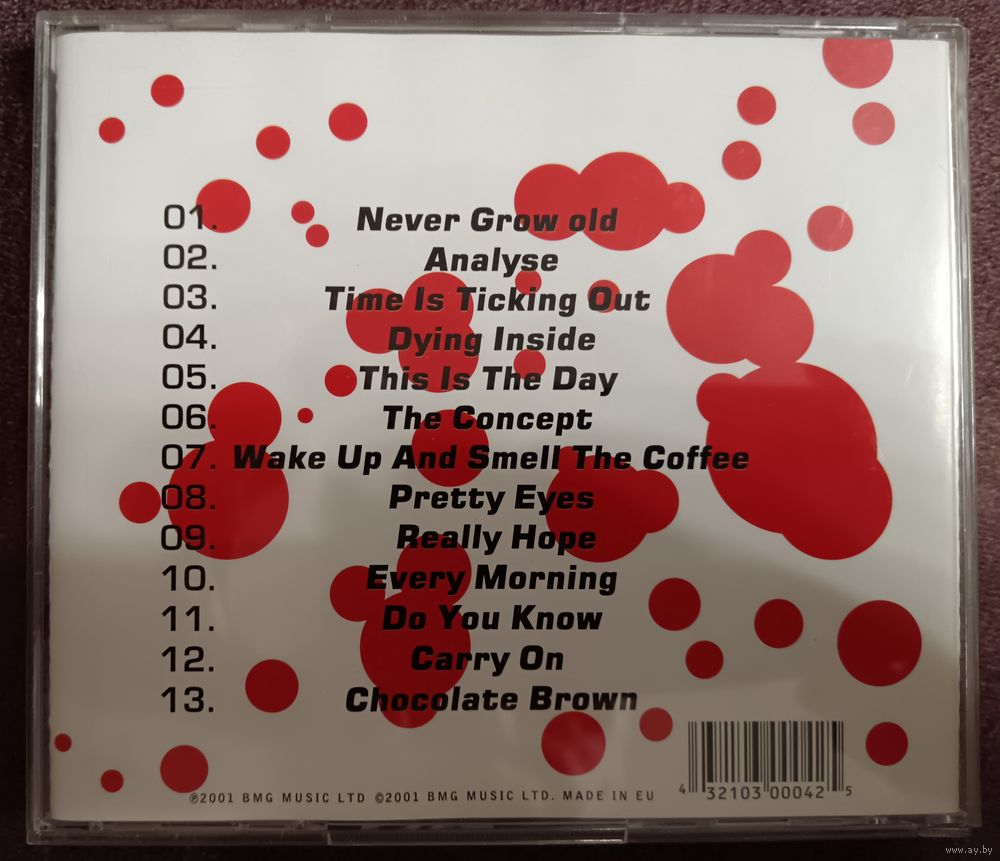 01. Never Grow old
02. Analyse
03. Time Is Ticking Out
04. Dying Inside
05. This Is The Day
06. The Concept
07. Wake Up And Smell The Coffee
08. Pretty Eyes
09. Really Hope
10. Every Morning
11. Do You Know
12. Carry On
13. Chocolate Brown
℗2001 BMG MUSIC LTD ©2001 BMG MUSIC LTD. MADE IN EU
4 32103 00042 5
www.ay.by